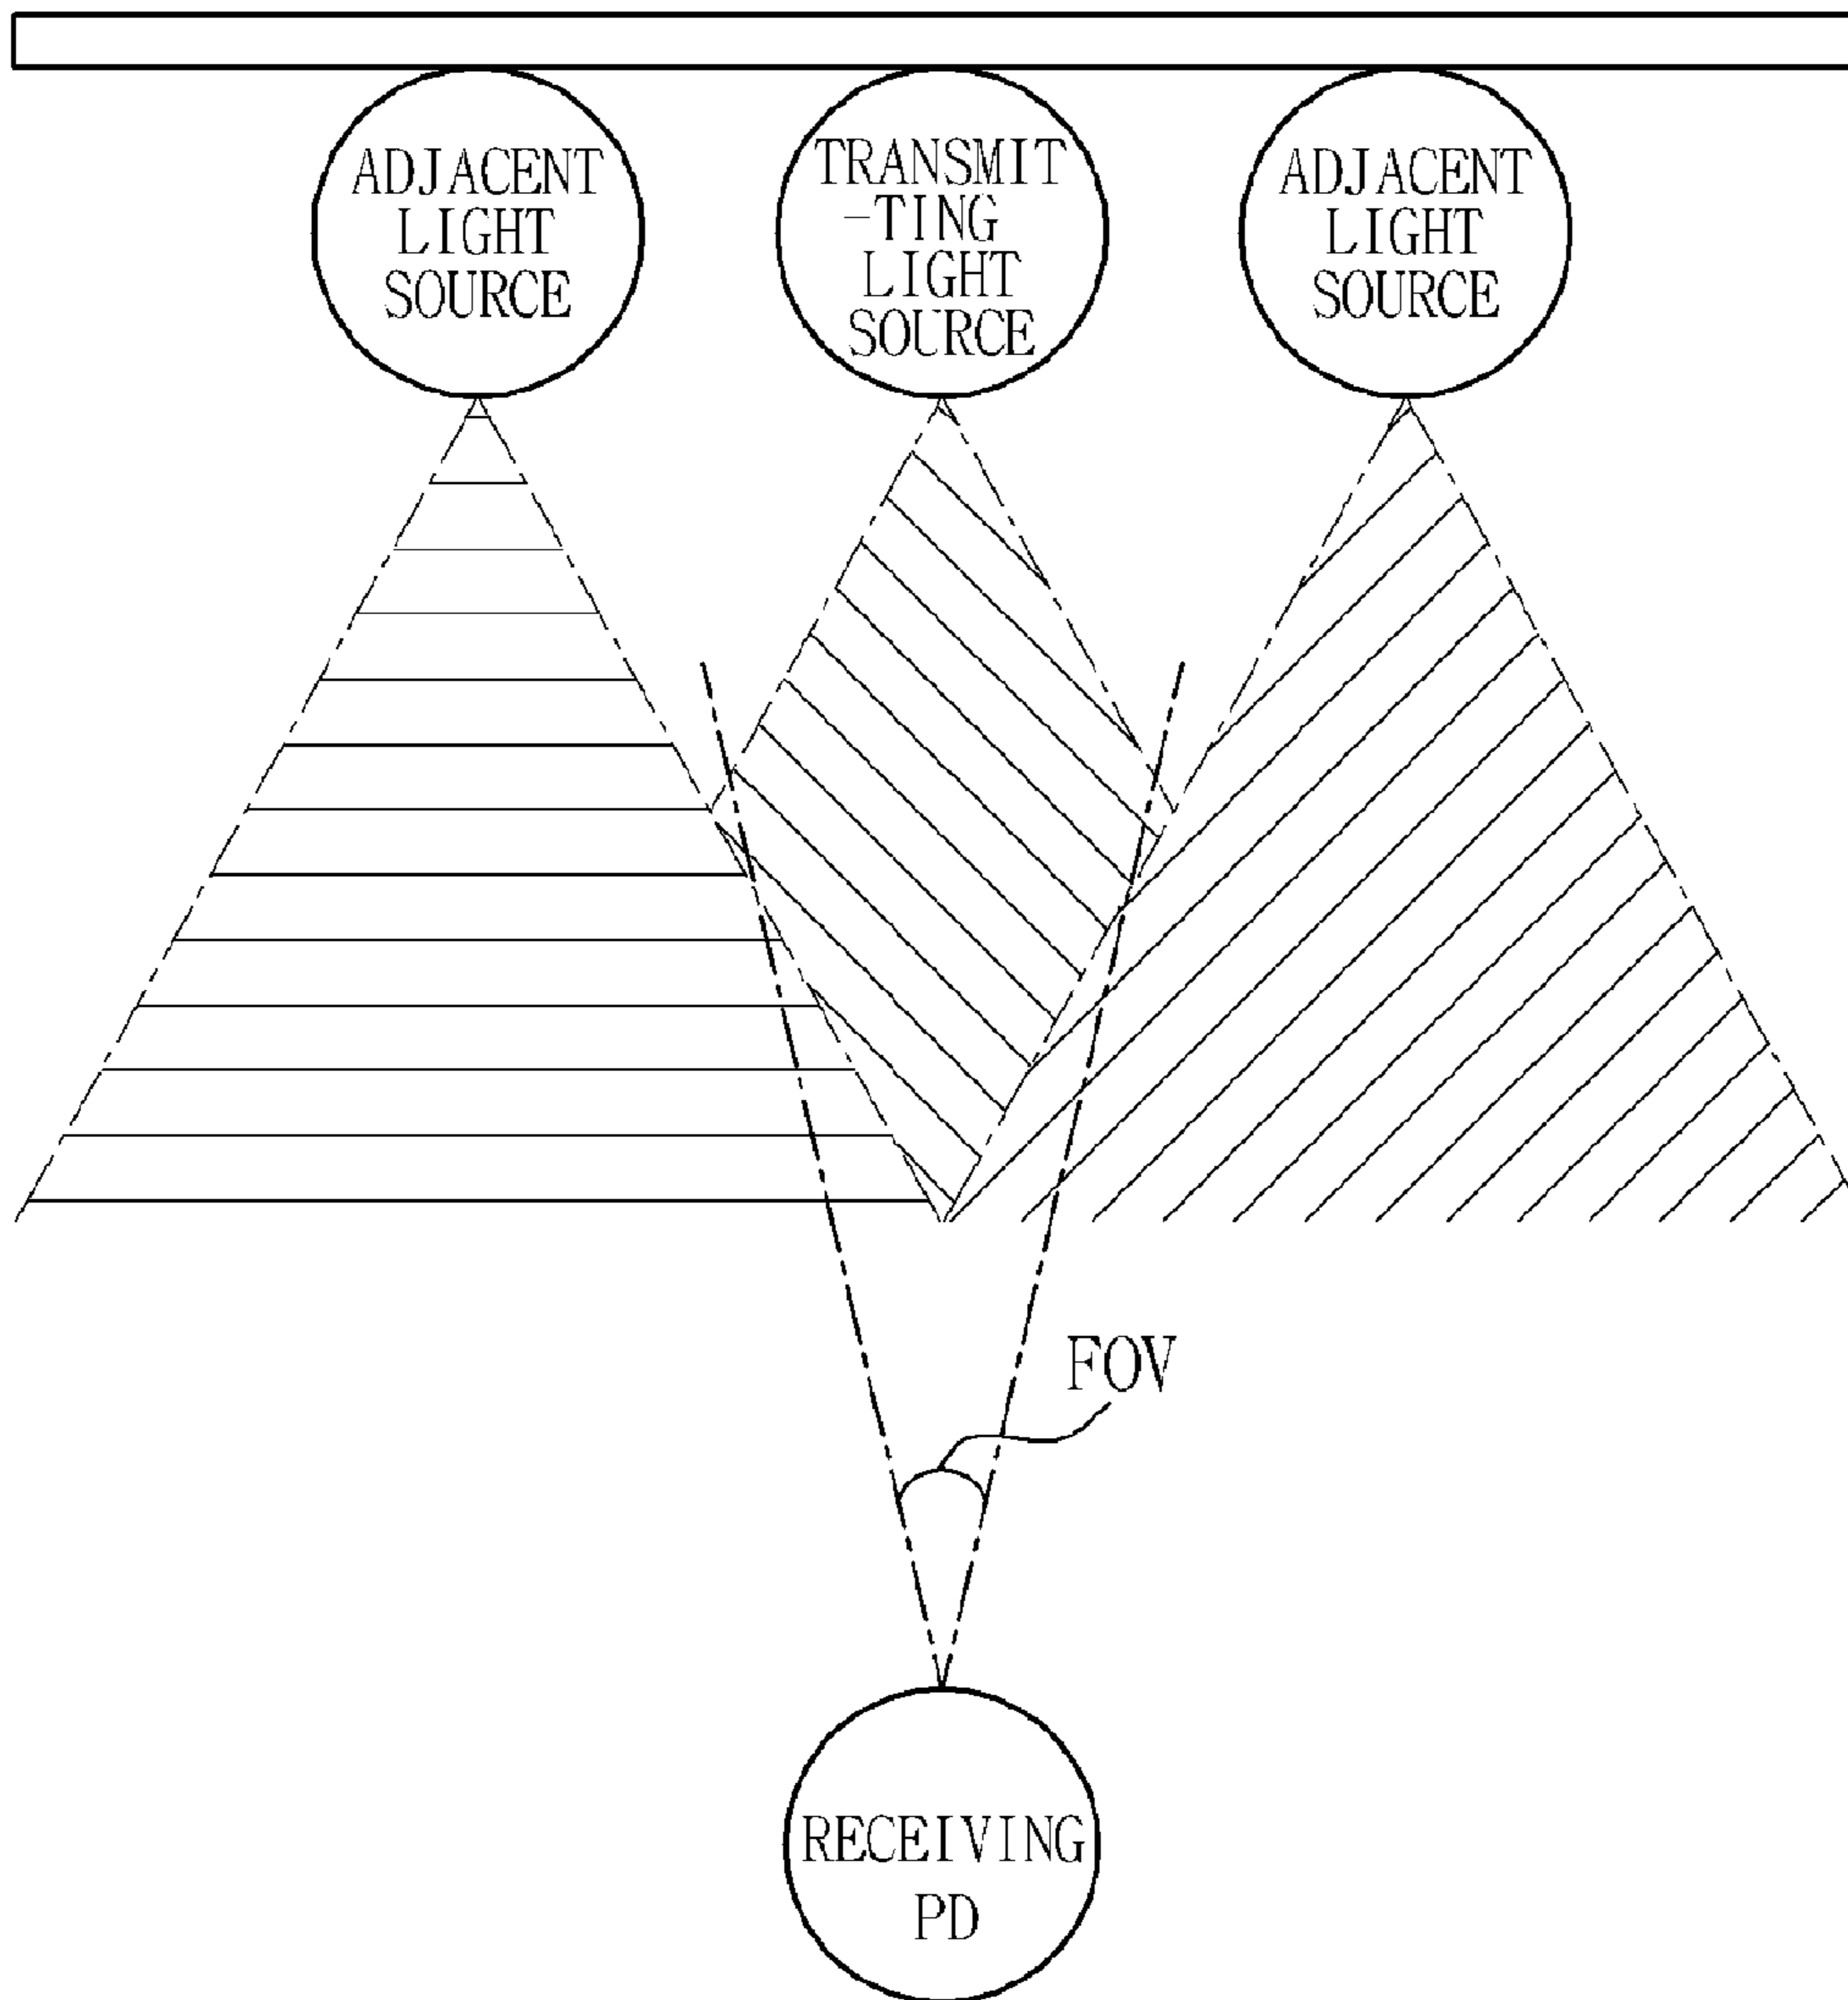 ADJACENT
LIGHT
SOURCE
TRANSMIT
-TING
LIGHT
SOURCE
ADJACENT
LIGHT
SOURCE
FOV
RECEIVING
PD